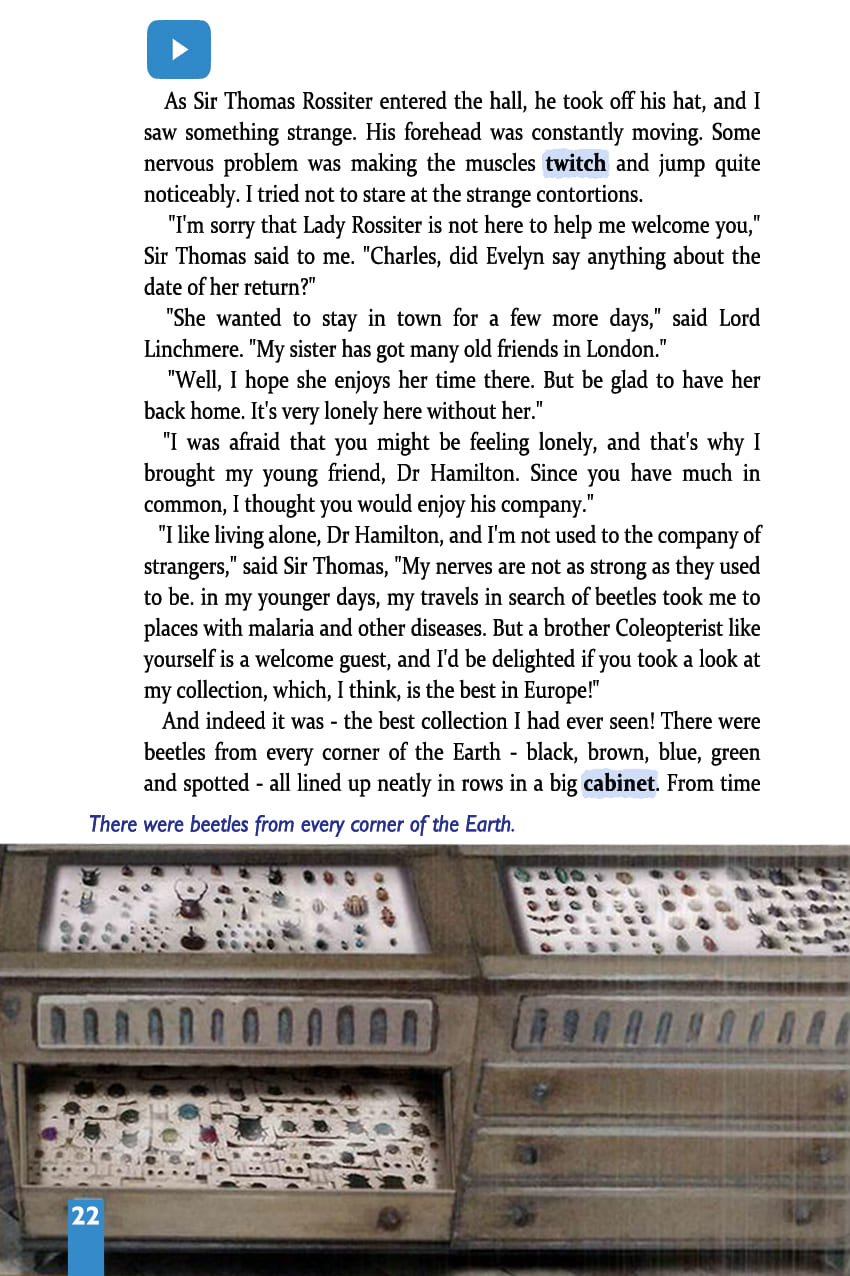 As Sir Thomas Rossiter entered the hall, he took off his hat, and I
saw something strange. His forehead was constantly moving. Some
nervous problem was making the muscles twitch and jump quite
noticeably. I tried not to stare at the strange contortions.
"I'm sorry that Lady Rossiter is not here to help me welcome you,"
Sir Thomas said to me. "Charles, did Evelyn say anything about the
date of her return?"
"She wanted to stay in town for a few more days," said Lord
Linchmere. "My sister has got many old friends in London."
"Well, I hope she enjoys her time there. But be glad to have her
back home. It's very lonely here without her."
"I was afraid that you might be feeling lonely, and that's why I
brought my young friend, Dr Hamilton. Since you have much in
common, I thought you would enjoy his company."
"I like living alone, Dr Hamilton, and I'm not used to the company of
strangers," said Sir Thomas, "My nerves are not as strong as they used
to be. in my younger days, my travels in search of beetles took me to
places with malaria and other diseases. But a brother Coleopterist like
yourself is a welcome guest, and I'd be delighted if you took a look at
my collection, which, I think, is the best in Europe!"
And indeed it was - the best collection I had ever seen! There were
beetles from every corner of the Earth - black, brown, blue, green
and spotted - all lined up neatly in rows in a big cabinet. From time
There were beetles from every corner of the Earth.
22